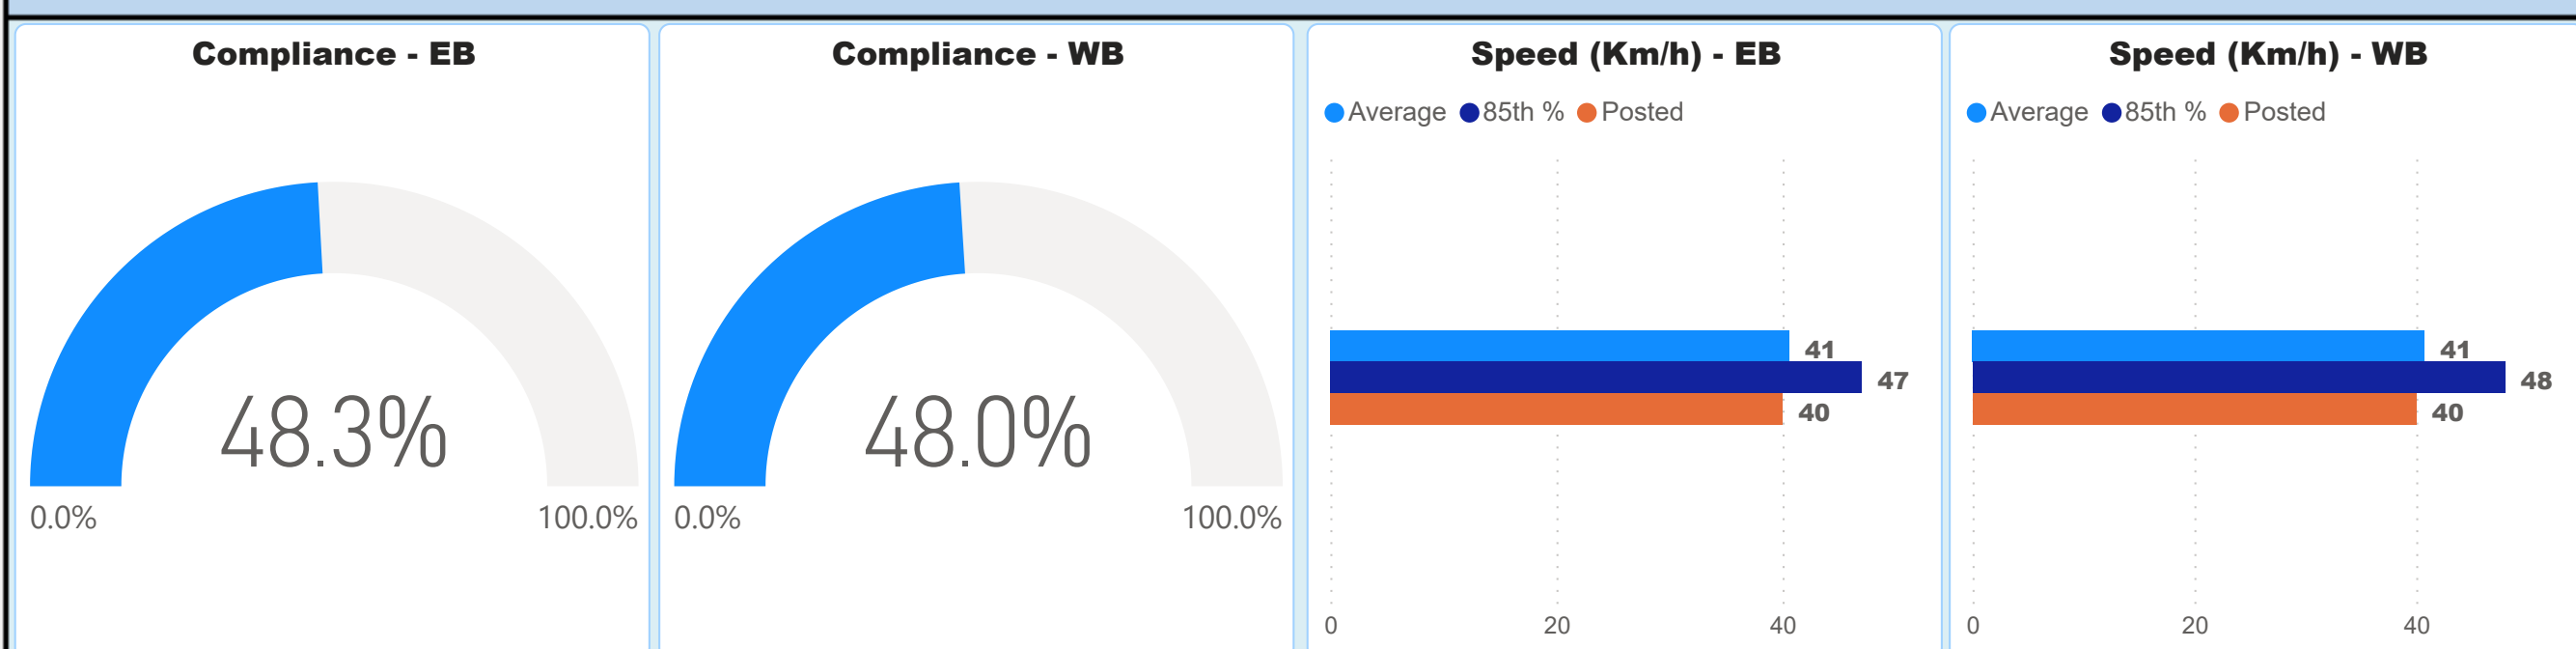 Compliance - EB
48.3%
0.0%
100.0%
Compliance - WB
48.0%
0.0%
100.0%
Speed (Km/h) - EB
Average 85th % Posted
41
47
40
0 20 40
Speed (Km/h) - WB
Average 85th % Posted
41
48
40
0 20 40